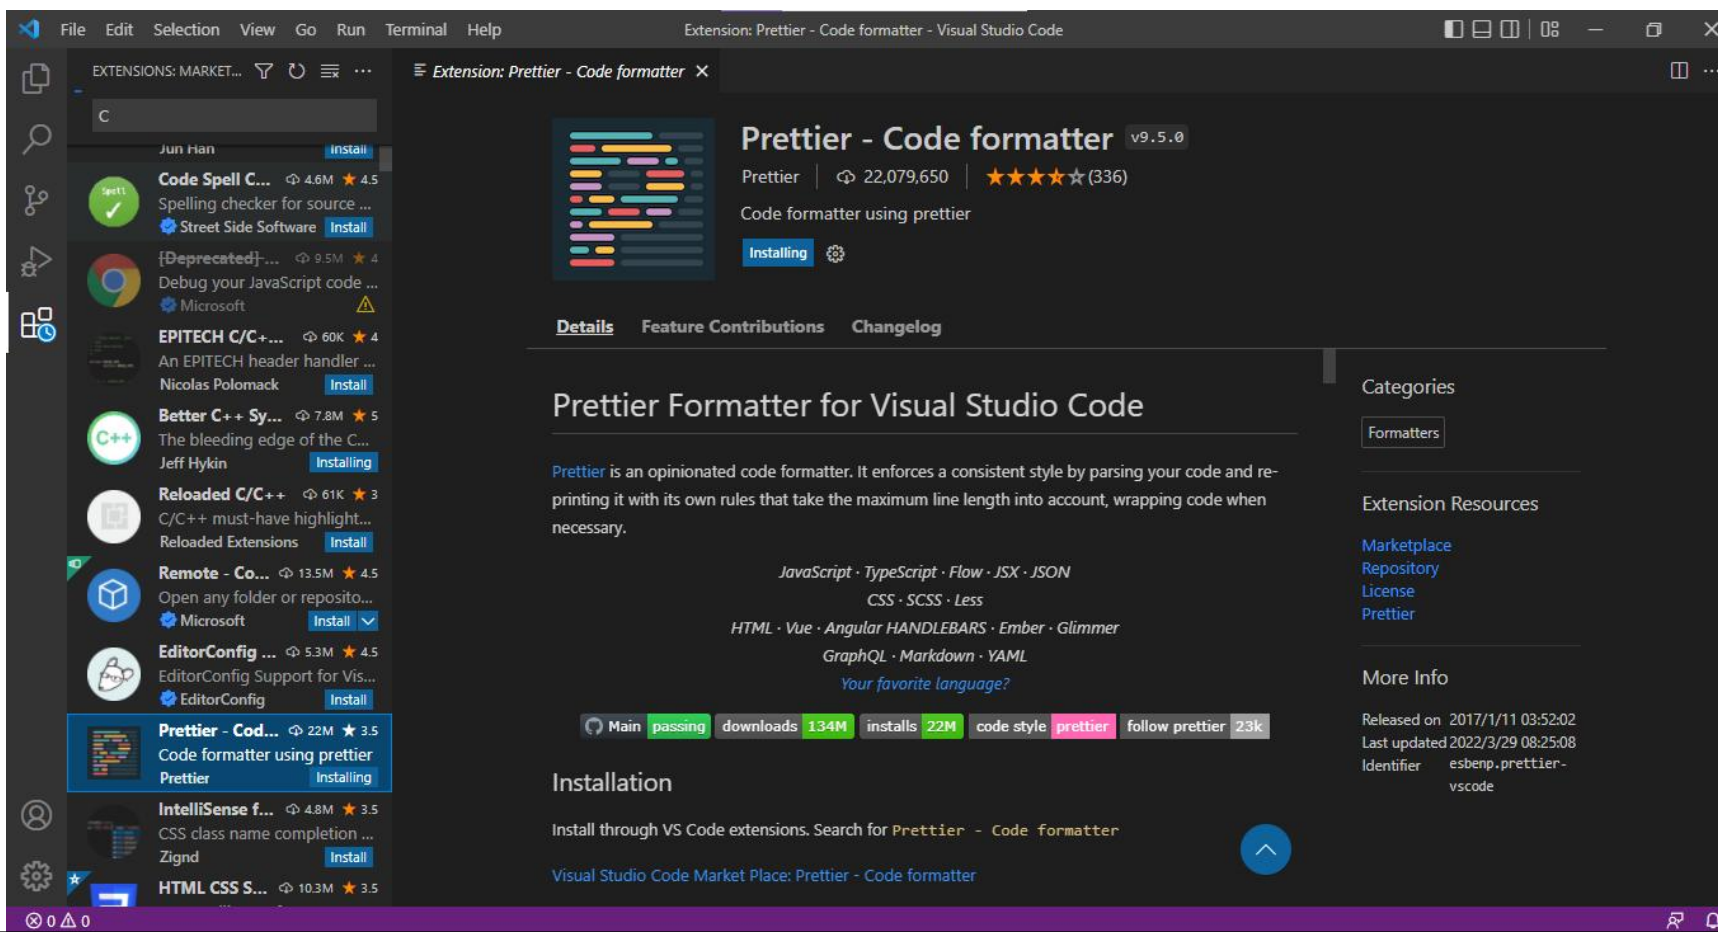 File Edit Selection View Go Run Terminal Help
Extension: Prettier - Code formatter - Visual Studio Code
EXTENSIONS: MARKET...
Extension: Prettier - Code formatter
C
Jun Han
Install
Code Spell C... 4.6M 4.5
Spelling checker for source ...
Street Side Software Install
[Deprecated] ... 9.5M 4
Debug your JavaScript code ...
Microsoft
EPITECH C/C+... 60K 4
An EPITECH header handler ...
Nicolas Polomack Install
Better C++ Sy... 7.8M 5
The bleeding edge of the C...
Jeff Hykin Installing
Reloaded C/C++ 61K 3
C/C++ must-have highlight...
Reloaded Extensions Install
Remote - Co... 13.5M 4.5
Open any folder or reposito...
Microsoft Install
EditorConfig ... 5.3M 4.5
EditorConfig Support for Vis...
EditorConfig Install
Prettier - Cod... 22M 3.5
Code formatter using prettier
Prettier Installing
IntelliSense f... 4.8M 3.5
CSS class name completion ...
Zignd Install
HTML CSS S... 10.3M 3.5
Spell
C++
Prettier - Code formatter v9.5.0
Prettier 22,079,650 (336)
Code formatter using prettier
Installing
Details Feature Contributions Changelog
Prettier Formatter for Visual Studio Code
Prettier is an opinionated code formatter. It enforces a consistent style by parsing your code and re-
printing it with its own rules that take the maximum line length into account, wrapping code when
necessary.
JavaScript · TypeScript · Flow · JSX · JSON
CSS · SCSS · Less
HTML · Vue · Angular HANDLEBARS · Ember · Glimmer
GraphQL · Markdown · YAML
Your favorite language?
Main passing downloads 134M installs 22M code style prettier follow prettier 23k
Installation
Install through VS Code extensions. Search for Prettier - Code formatter
Visual Studio Code Market Place: Prettier - Code formatter
Categories
Formatters
Extension Resources
Marketplace
Repository
License
Prettier
More Info
Released on 2017/1/11 03:52:02
Last updated 2022/3/29 08:25:08
Identifier esbenp.prettier-
vscode
0 0